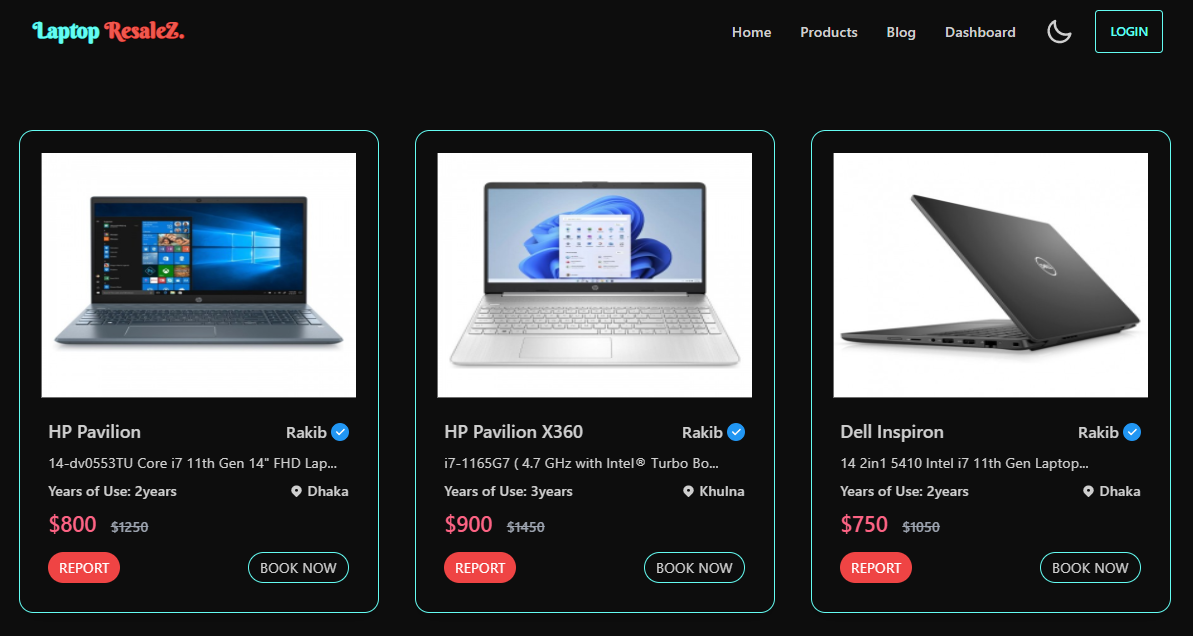 Laptop ResaleZ.
Home Products Blog Dashboard LOGIN
HP Pavilion Rakib
14-dv0553TU Core i7 11th Gen 14" FHD Lap...
Years of Use: 2years Dhaka
$800 $1250
REPORT BOOK NOW
HP Pavilion X360 Rakib
i7-1165G7 ( 4.7 GHz with Intel® Turbo Bo...
Years of Use: 3years Khulna
$900 $1450
REPORT BOOK NOW
Dell Inspiron Rakib
14 2in1 5410 Intel i7 11th Gen Laptop...
Years of Use: 2years Dhaka
$750 $1050
REPORT BOOK NOW